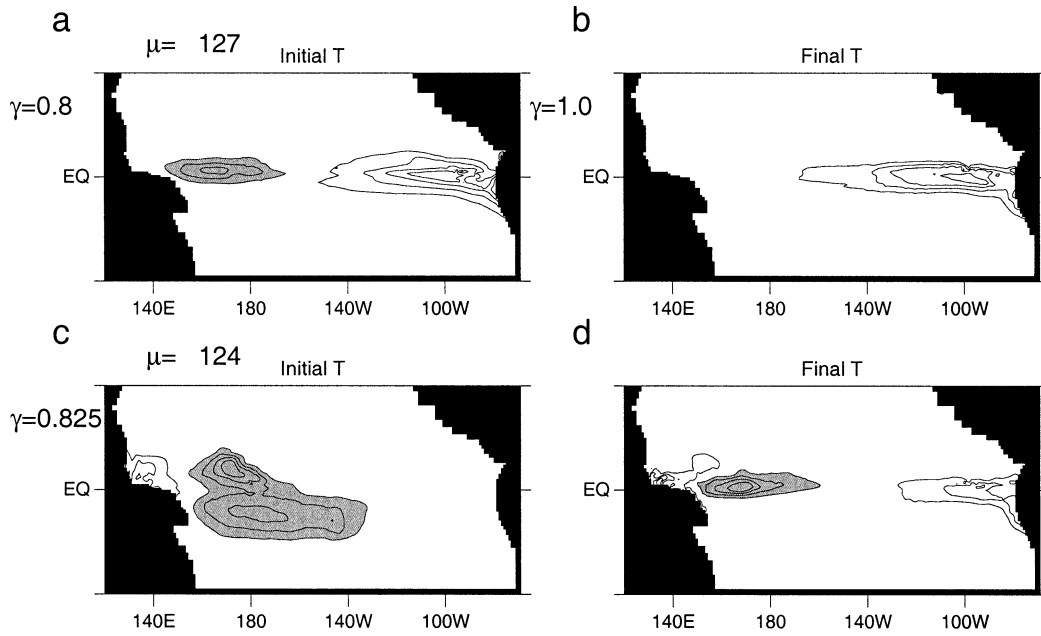 a
b
μ= 127
Initial T
Final T
γ=0.8
γ=1.0
EQ
EQ
140E 180 140W 100W
140E 180 140W 100W
c
d
μ= 124
Initial T
Final T
γ=0.825
EQ
EQ
140E 180 140W 100W
140E 180 140W 100W